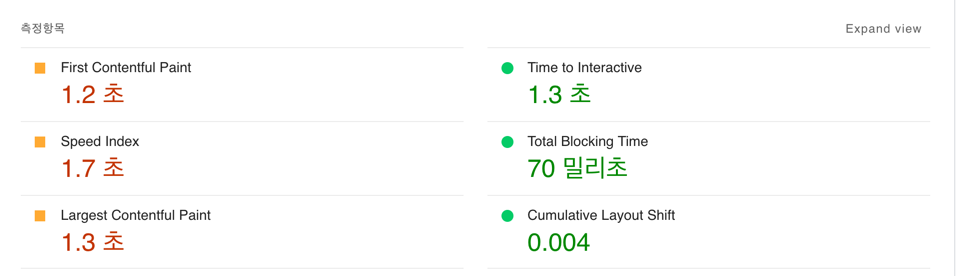 측정항목
Expand view
First Contentful Paint
1.2 초
Time to Interactive
1.3 초
Speed Index
1.7 초
Total Blocking Time
70 밀리초
Largest Contentful Paint
1.3 초
Cumulative Layout Shift
0.004